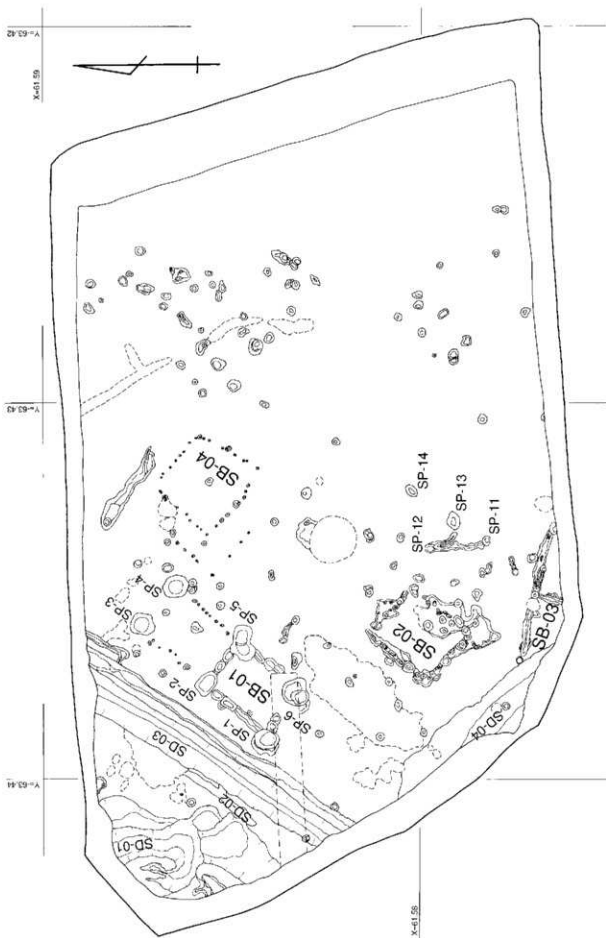 Y=-63.42
X=61.59
Y=-63.43
SB-04
SP-14
SP-13
SP-12
SP-11
SP-4
SP-3
SP-5
SB-02
SB-03
SP-2
SB-01
SP-1
SP-6
SD-03
SD-04
Y=-63.44
SD-02
SD-01
X=61.58